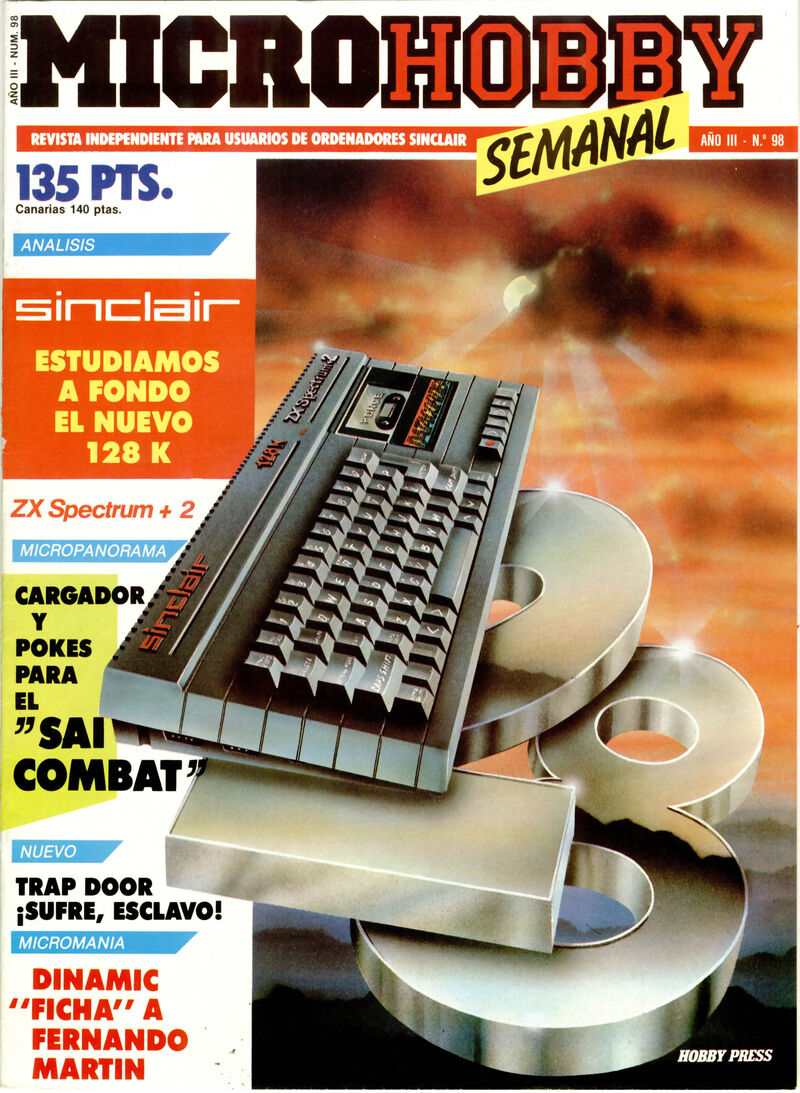 AÑO III - NUM. 98
MICROHOBBY
REVISTA INDEPENDIENTE PARA USUARIOS DE ORDENADORES SINCLAIR
SEMANAL
AÑO III - N.º 98
135 PTS.
Canarias 140 ptas.
ANALISIS
sinclair
ESTUDIAMOS
A FONDO
EL NUEVO
128 K
ZX Spectrum + 2
MICROPANORAMA
CARGADOR
Y
POKES
PARA
EL
"SAI
COMBAT"
NUEVO
TRAP DOOR
¡SUFRE, ESCLAVO!
MICROMANIA
DINAMIC
"FICHA" A
FERNANDO
MARTIN
128K
ZX Spectrum+2
sinclair
HOBBY PRESS